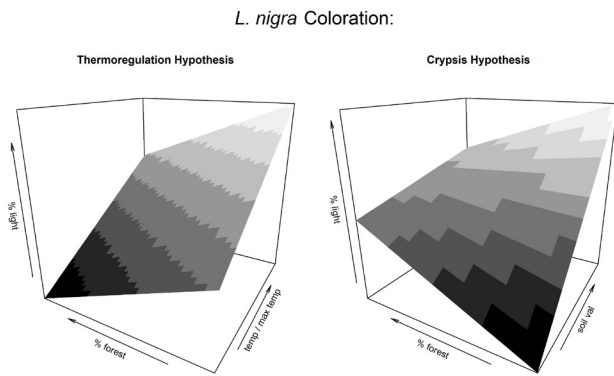 L. nigra Coloration:
Thermoregulation Hypothesis
Crypsis Hypothesis
% light
% forest
temp / max temp
% light
% forest
soil val